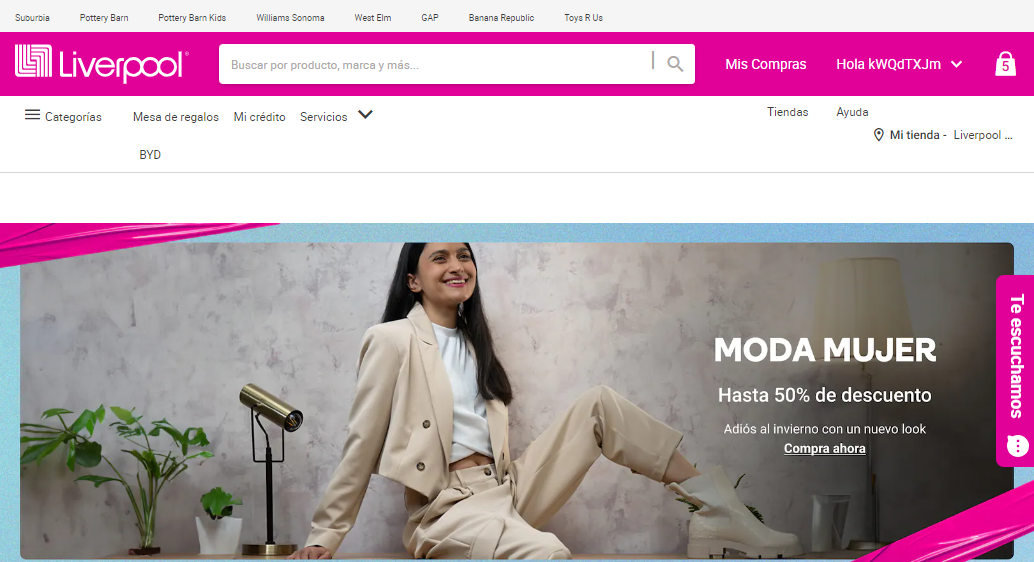 Suburbia Pottery Barn Pottery Barn Kids Williams Sonoma West Elm GAP Banana Republic Toys R Us
Liverpool® Buscar por producto, marca y más... Mis Compras Hola kWQdTXJm 5
Categorías Mesa de regalos Mi crédito Servicios Tiendas Ayuda
Mi tienda - Liverpool ...
BYD
MODA MUJER
Hasta 50% de descuento
Adiós al invierno con un nuevo look
Compra ahora
Te escuchamos